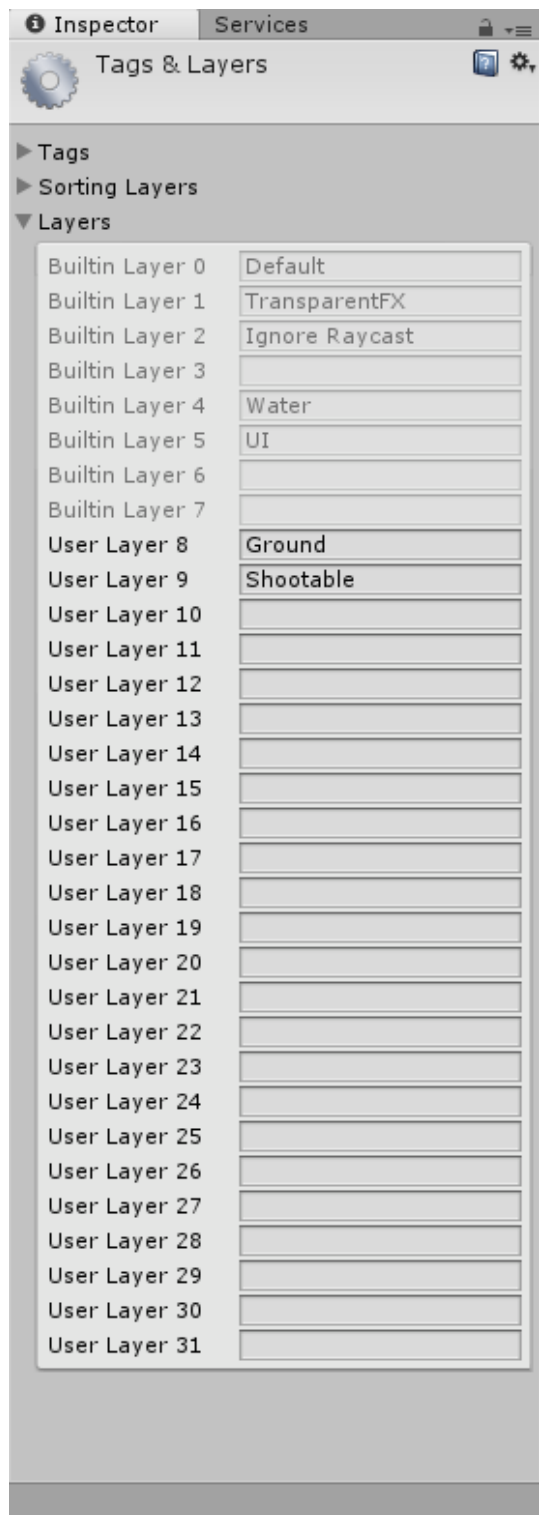 Inspector Services
Tags & Layers
Tags
Sorting Layers
Layers
Builtin Layer 0 Default
Builtin Layer 1 TransparentFX
Builtin Layer 2 Ignore Raycast
Builtin Layer 3
Builtin Layer 4 Water
Builtin Layer 5 UI
Builtin Layer 6
Builtin Layer 7
User Layer 8 Ground
User Layer 9 Shootable
User Layer 10
User Layer 11
User Layer 12
User Layer 13
User Layer 14
User Layer 15
User Layer 16
User Layer 17
User Layer 18
User Layer 19
User Layer 20
User Layer 21
User Layer 22
User Layer 23
User Layer 24
User Layer 25
User Layer 26
User Layer 27
User Layer 28
User Layer 29
User Layer 30
User Layer 31